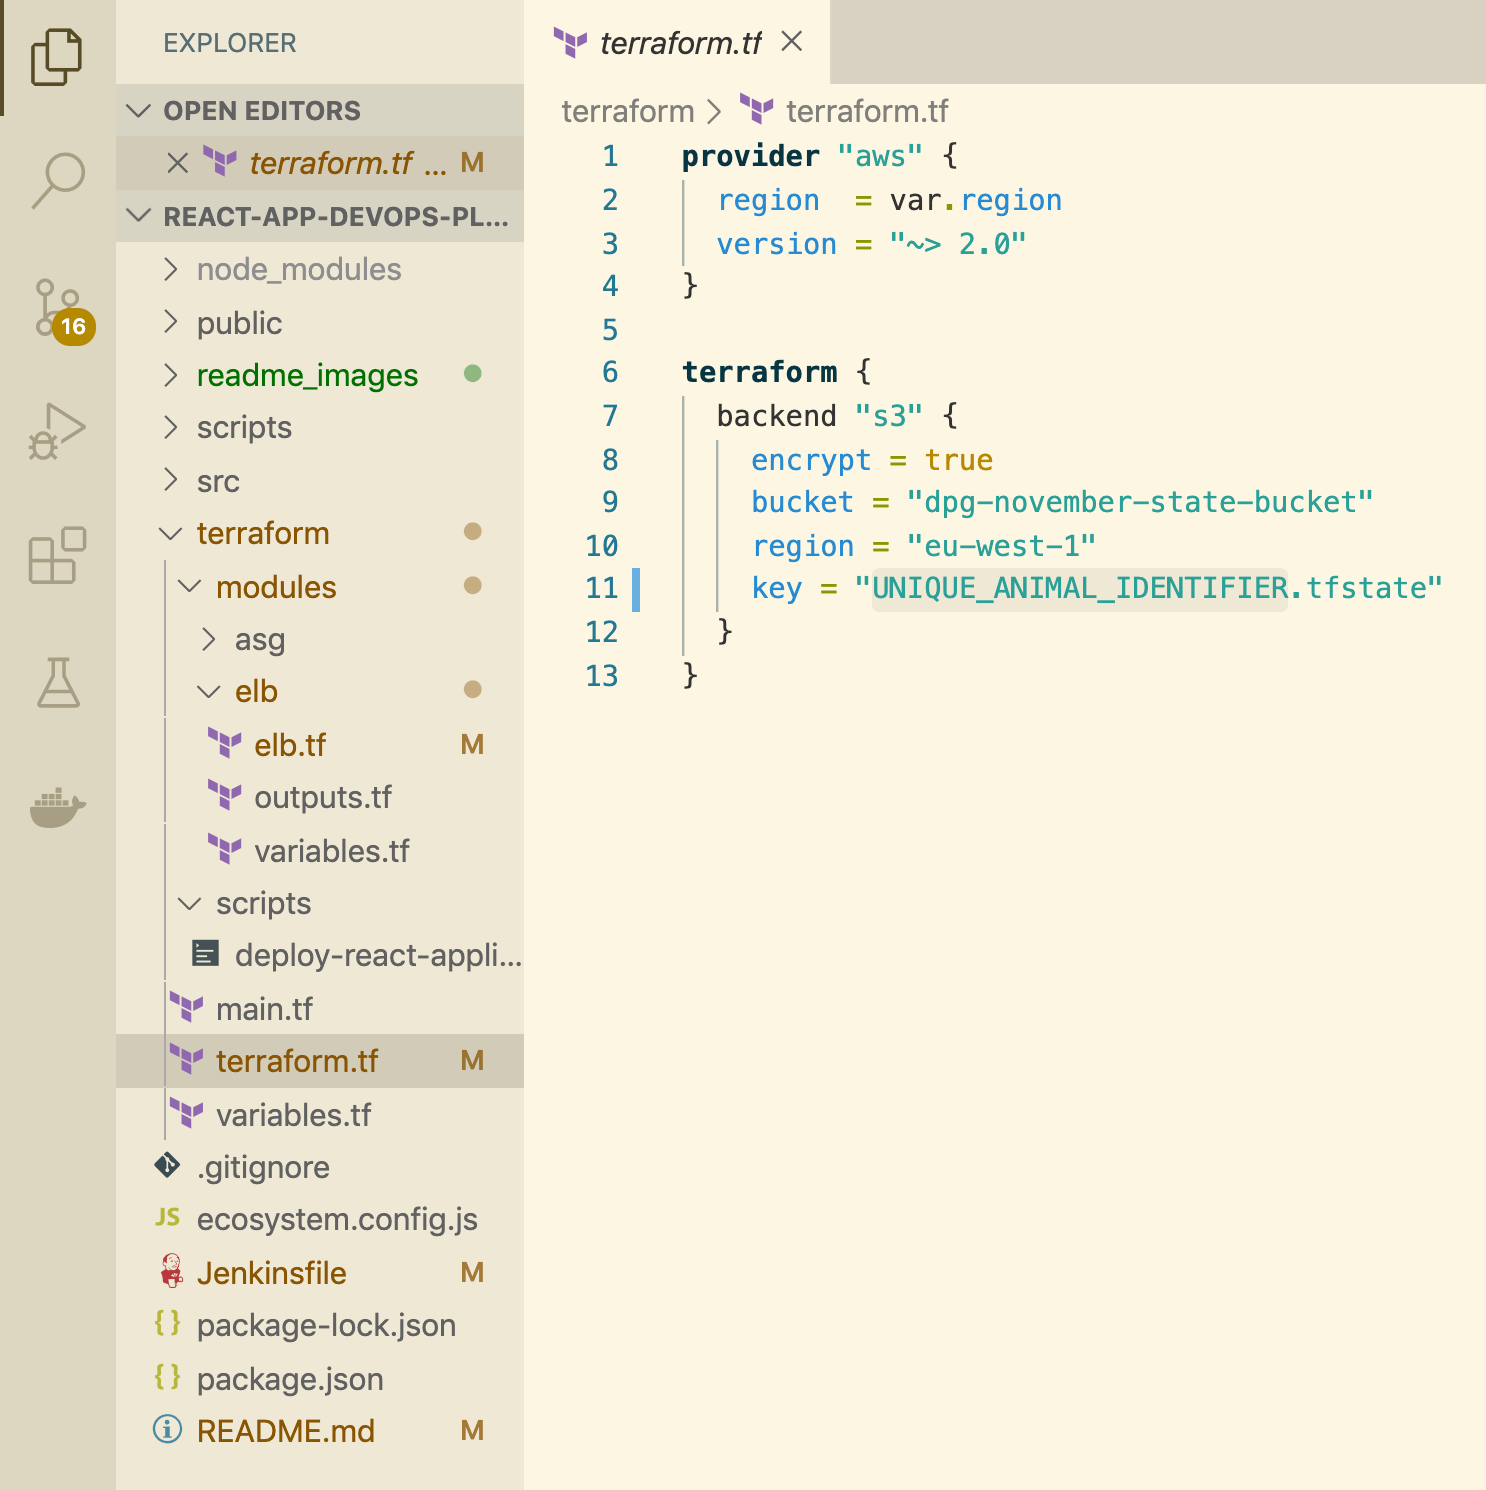 EXPLORER
OPEN EDITORS
terraform.tf ... M
REACT-APP-DEVOPS-PL...
node_modules
public
readme_images
scripts
src
terraform
modules
asg
elb
elb.tf M
outputs.tf
variables.tf
scripts
deploy-react-appli...
main.tf
terraform.tf M
variables.tf
.gitignore
JS ecosystem.config.js
Jenkinsfile M
{} package-lock.json
{} package.json
README.md M
16
terraform.tf
terraform > terraform.tf
1 provider "aws" {
2   region  = var.region
3   version = "~> 2.0"
4 }
5
6 terraform {
7   backend "s3" {
8     encrypt = true
9     bucket = "dpg-november-state-bucket"
10     region = "eu-west-1"
11     key = "UNIQUE_ANIMAL_IDENTIFIER.tfstate"
12   }
13 }